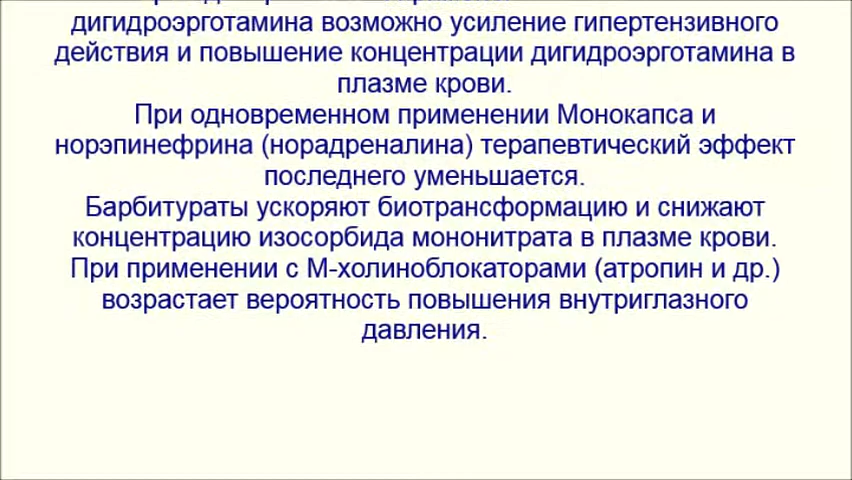 дигидроэрготамина возможно усиление гипертензивного
действия и повышение концентрации дигидроэрготамина в
плазме крови.
При одновременном применении Монокапса и
норэпинефрина (норадреналина) терапевтический эффект
последнего уменьшается.
Барбитураты ускоряют биотрансформацию и снижают
концентрацию изосорбида мононитрата в плазме крови.
При применении с М-холиноблокаторами (атропин и др.)
возрастает вероятность повышения внутриглазного
давления.